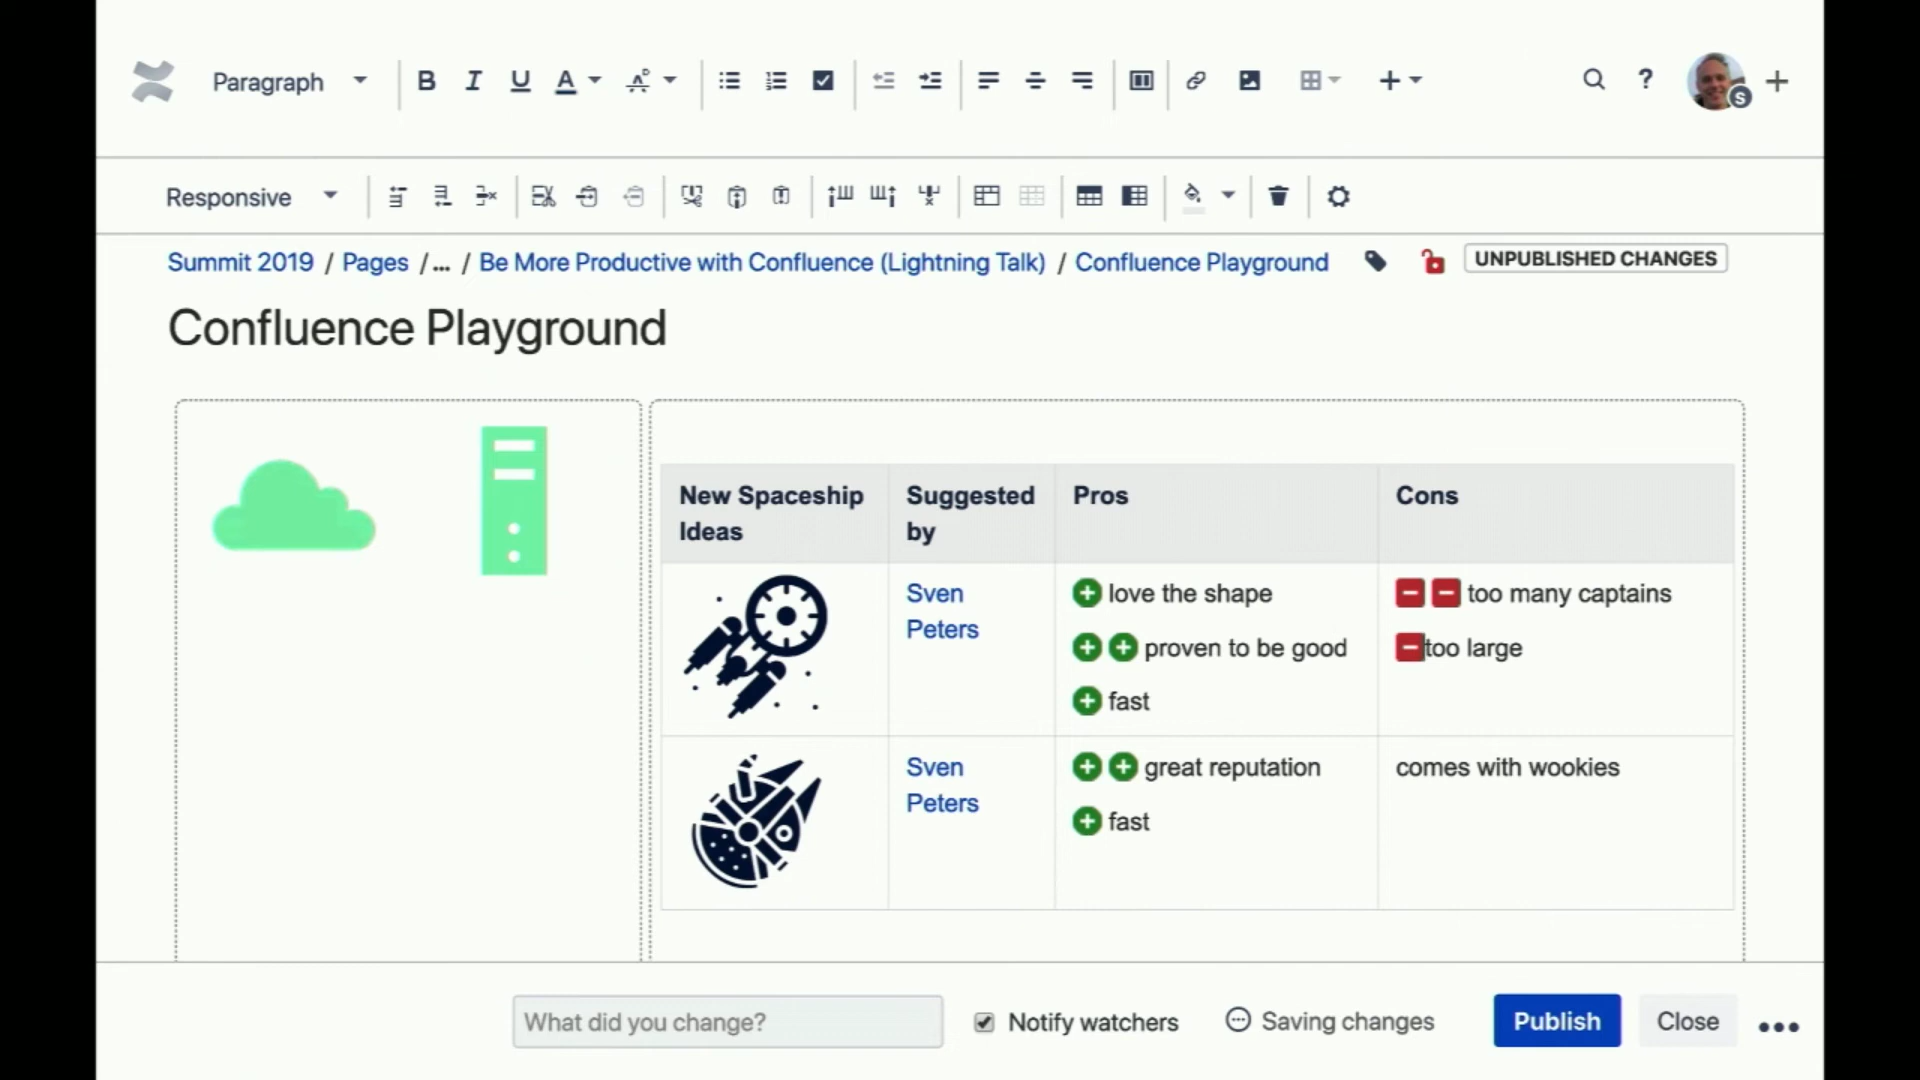 Paragraph B I U A
? S
Responsive
Summit 2019 / Pages /... / Be More Productive with Confluence (Lightning Talk) / Confluence Playground UNPUBLISHED CHANGES
Confluence Playground
New Spaceship
Ideas
Suggested
by
Pros
Cons
Sven
Peters
love the shape
proven to be good
fast
too many captains
too large
Sven
Peters
great reputation
fast
comes with wookies
What did you change? Notify watchers Saving changes Publish Close